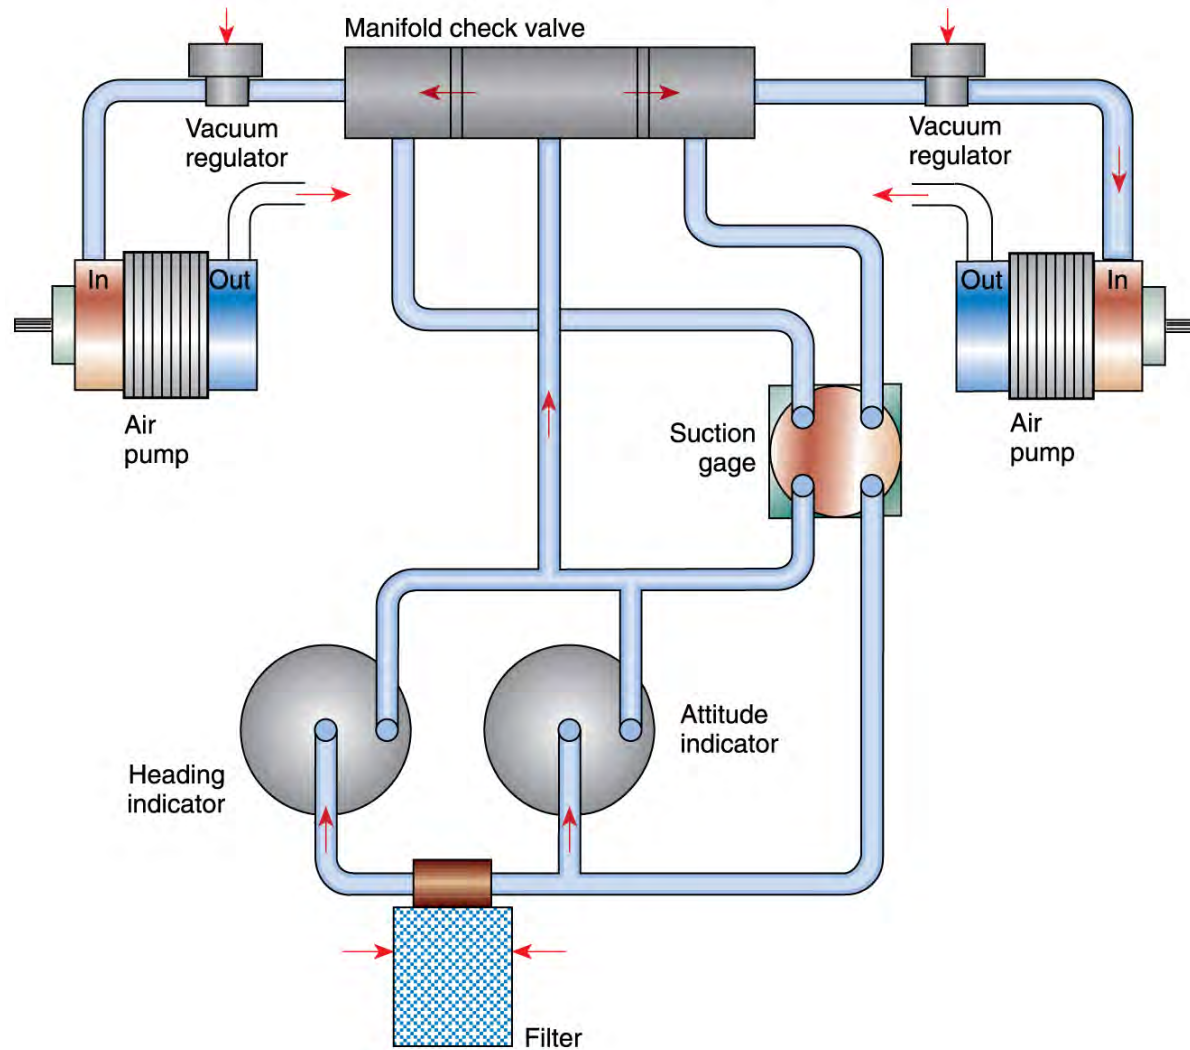 Manifold check valve
Vacuum
regulator
Vacuum
regulator
In
Out
Out
In
Air
pump
Suction
gage
Air
pump
Attitude
indicator
Heading
indicator
Filter